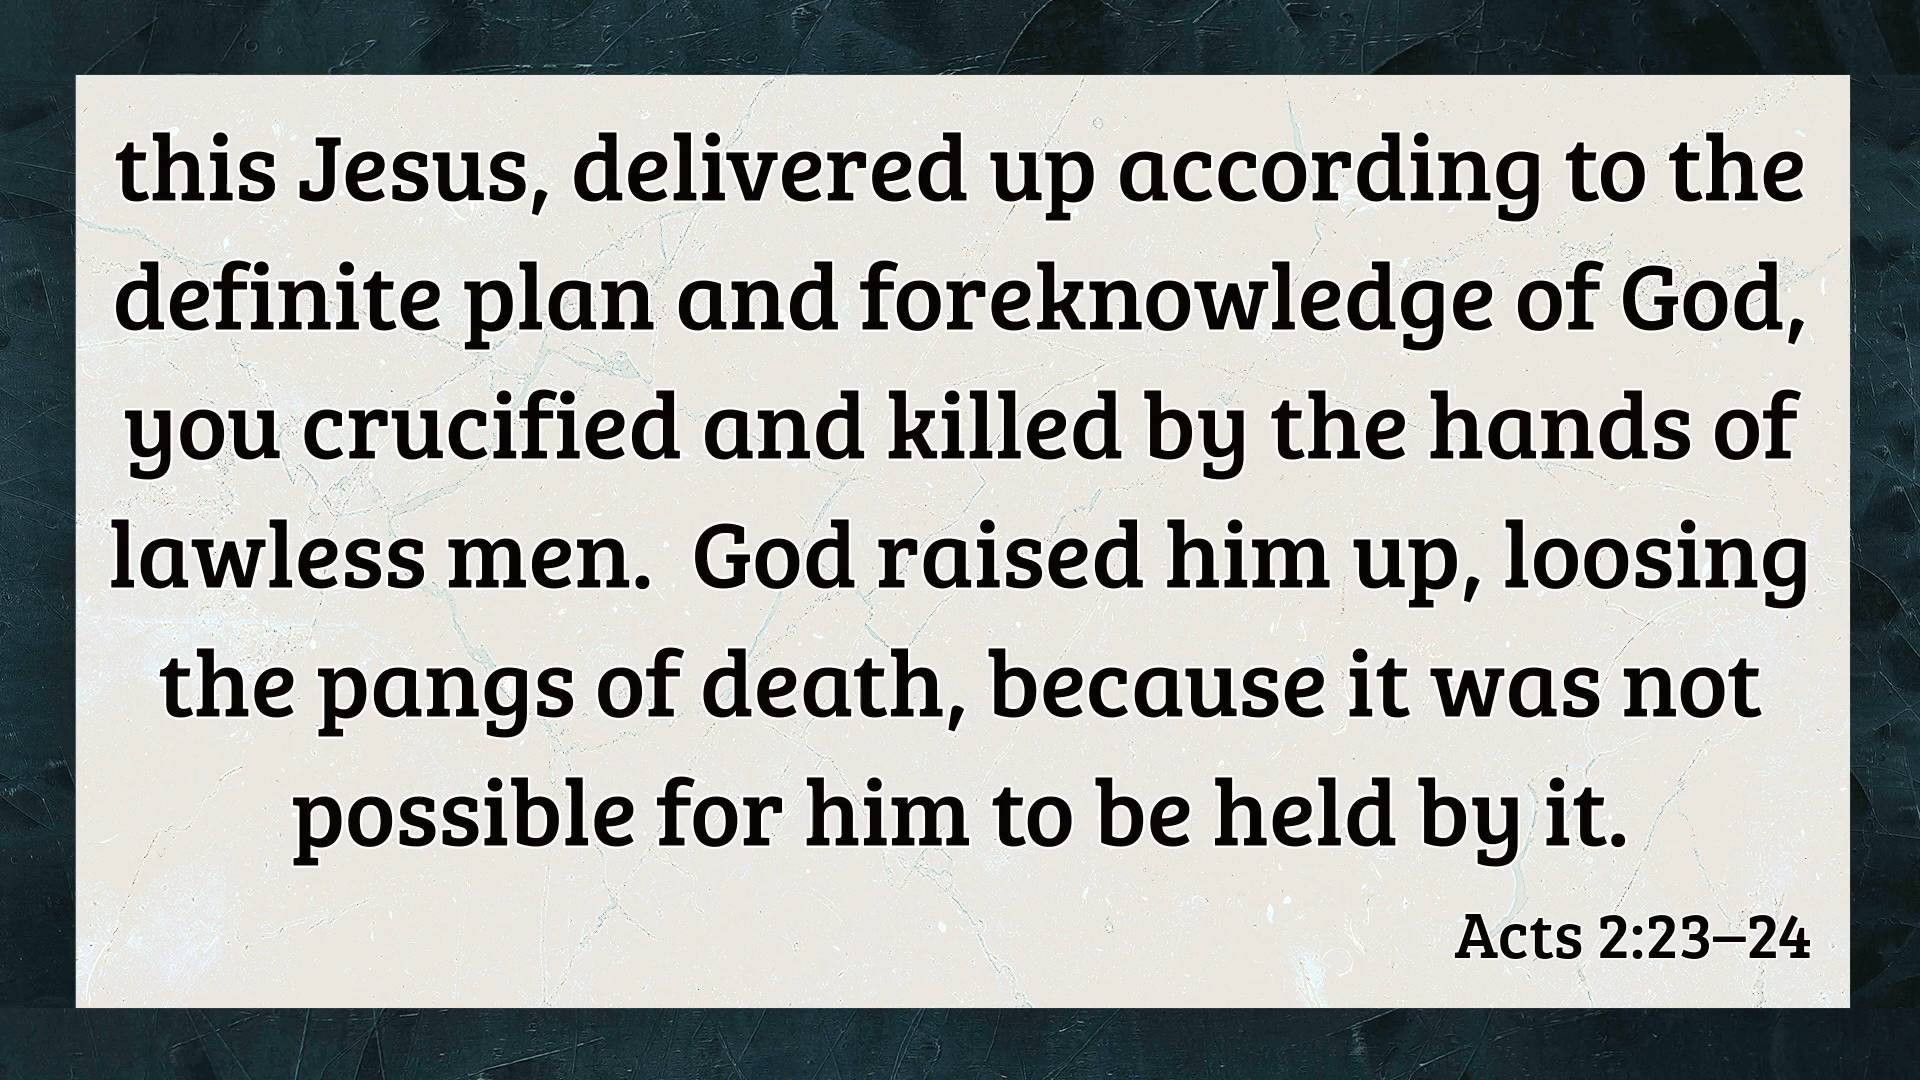 this Jesus, delivered up according to the
definite plan and foreknowledge of God,
you crucified and killed by the hands of
lawless men.  God raised him up, loosing
the pangs of death, because it was not
possible for him to be held by it.
Acts 2:23–24